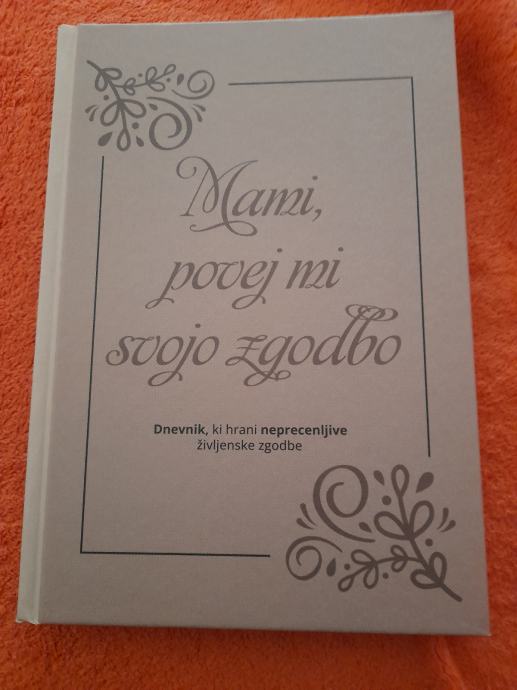 Mami,
povej mi
svojo zgodbo
Dnevnik, ki hrani neprecenljive
življenske zgodbe